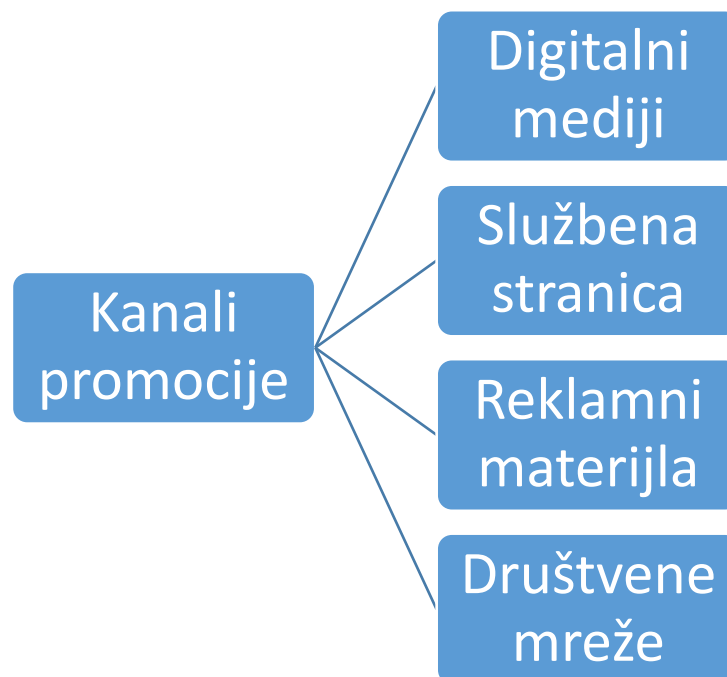 Digitalni
mediji
Službena
stranica
Kanali
promocije
Reklamni
materijla
Društvene
mreže